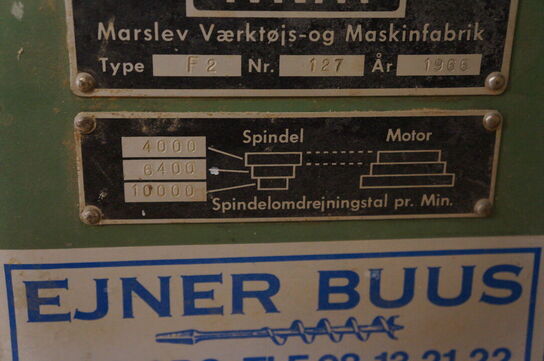 Marslev Værktøjs-og Maskinfabrik
Type F2 Nr. 127 År 1966
Spindel Motor
4000
6400
10000
Spindelomdrejningstal pr. Min.
EJNER BUUS